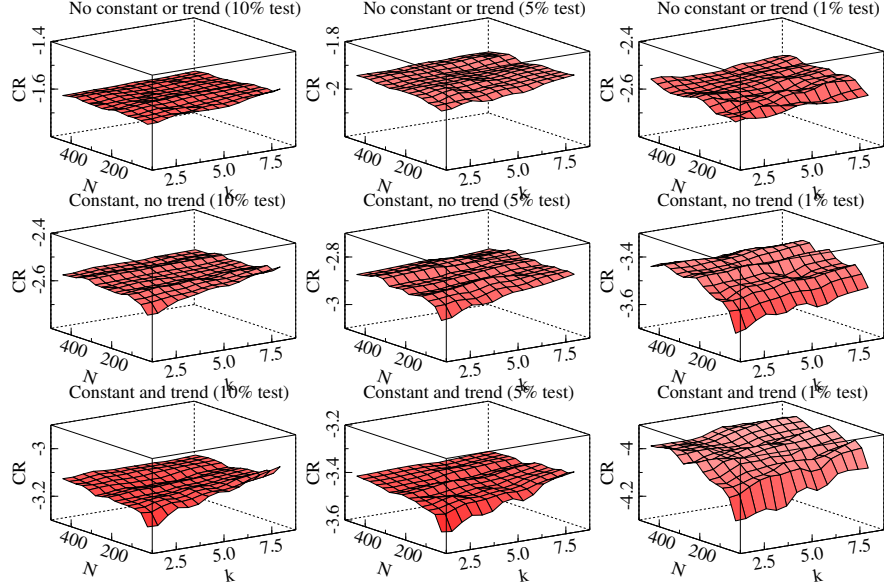 No constant or trend (10% test)
CR
-1.4
-1.6
N
400
200
2.5
5.0
7.5
k
No constant or trend (5% test)
CR
-1.8
-2
N
400
200
2.5
5.0
7.5
k
No constant or trend (1% test)
CR
-2.4
-2.6
N
400
200
2.5
5.0
7.5
k
Constant, no trend (10% test)
CR
-2.4
-2.6
N
400
200
2.5
5.0
7.5
k
Constant, no trend (5% test)
CR
-2.8
-3
N
400
200
2.5
5.0
7.5
k
Constant, no trend (1% test)
CR
-3.4
-3.6
N
400
200
2.5
5.0
7.5
k
Constant and trend (10% test)
CR
-3
-3.2
N
400
200
2.5
5.0
7.5
k
Constant and trend (5% test)
CR
-3.2
-3.4
-3.6
N
400
200
2.5
5.0
7.5
k
Constant and trend (1% test)
CR
-4
-4.2
N
400
200
2.5
5.0
7.5
k